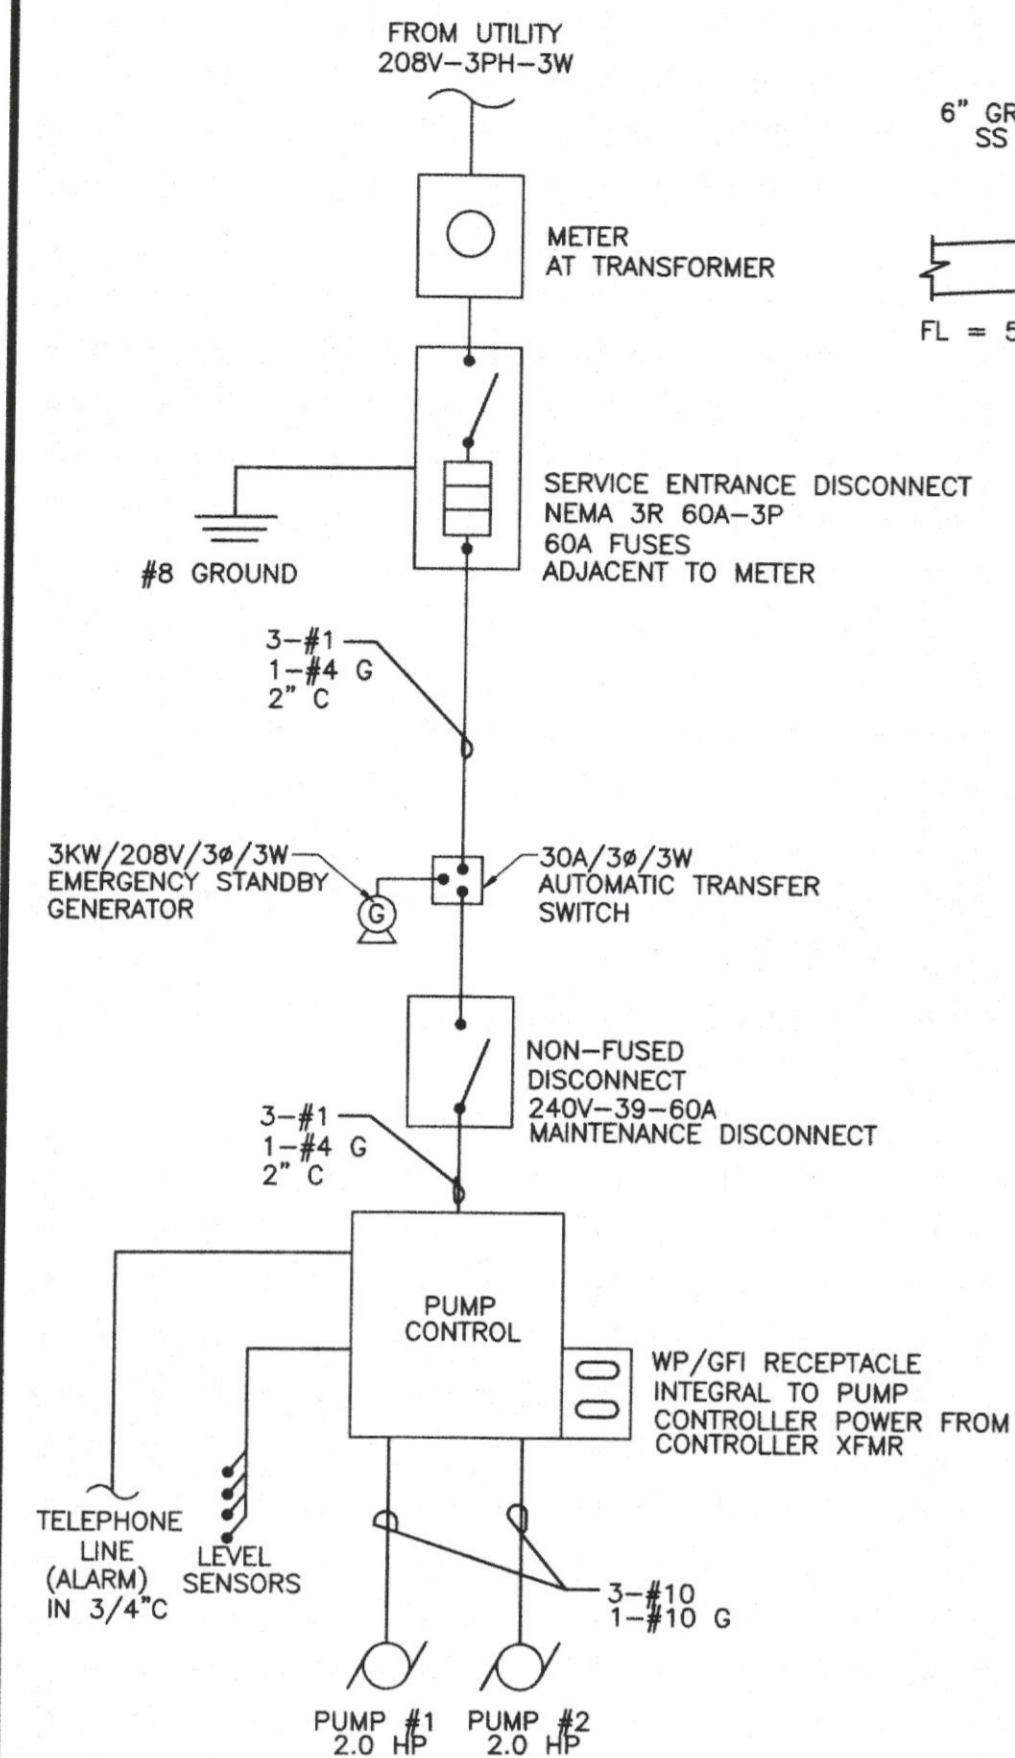 FROM UTILITY
208V-3PH-3W
6" GR
SS
METER
AT TRANSFORMER
FL = 5
SERVICE ENTRANCE DISCONNECT
NEMA 3R 60A-3P
60A FUSES
ADJACENT TO METER
#8 GROUND
3-#1
1-#4 G
2" C
3KW/208V/3ø/3W
EMERGENCY STANDBY
GENERATOR
G
30A/3ø/3W
AUTOMATIC TRANSFER
SWITCH
NON-FUSED
DISCONNECT
240V-39-60A
MAINTENANCE DISCONNECT
3-#1
1-#4 G
2" C
PUMP
CONTROL
WP/GFI RECEPTACLE
INTEGRAL TO PUMP
CONTROLLER POWER FROM
CONTROLLER XFMR
TELEPHONE
LINE
(ALARM)
IN 3/4"C
LEVEL
SENSORS
3-#10
1-#10 G
PUMP #1
2.0 HP
PUMP #2
2.0 HP